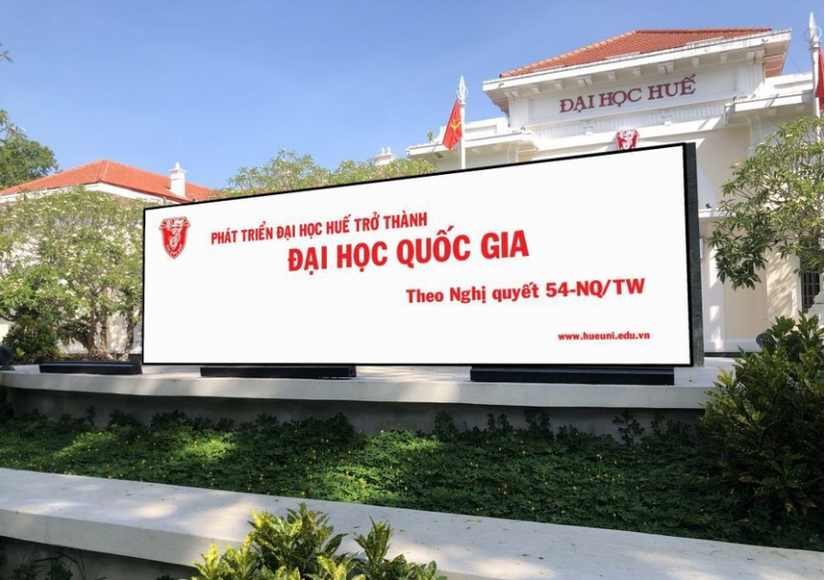 ĐẠI HỌC HUẾ
PHÁT TRIỂN ĐẠI HỌC HUẾ TRỞ THÀNH
ĐẠI HỌC QUỐC GIA
Theo Nghị quyết 54-NQ/TW
www.hueuni.edu.vn